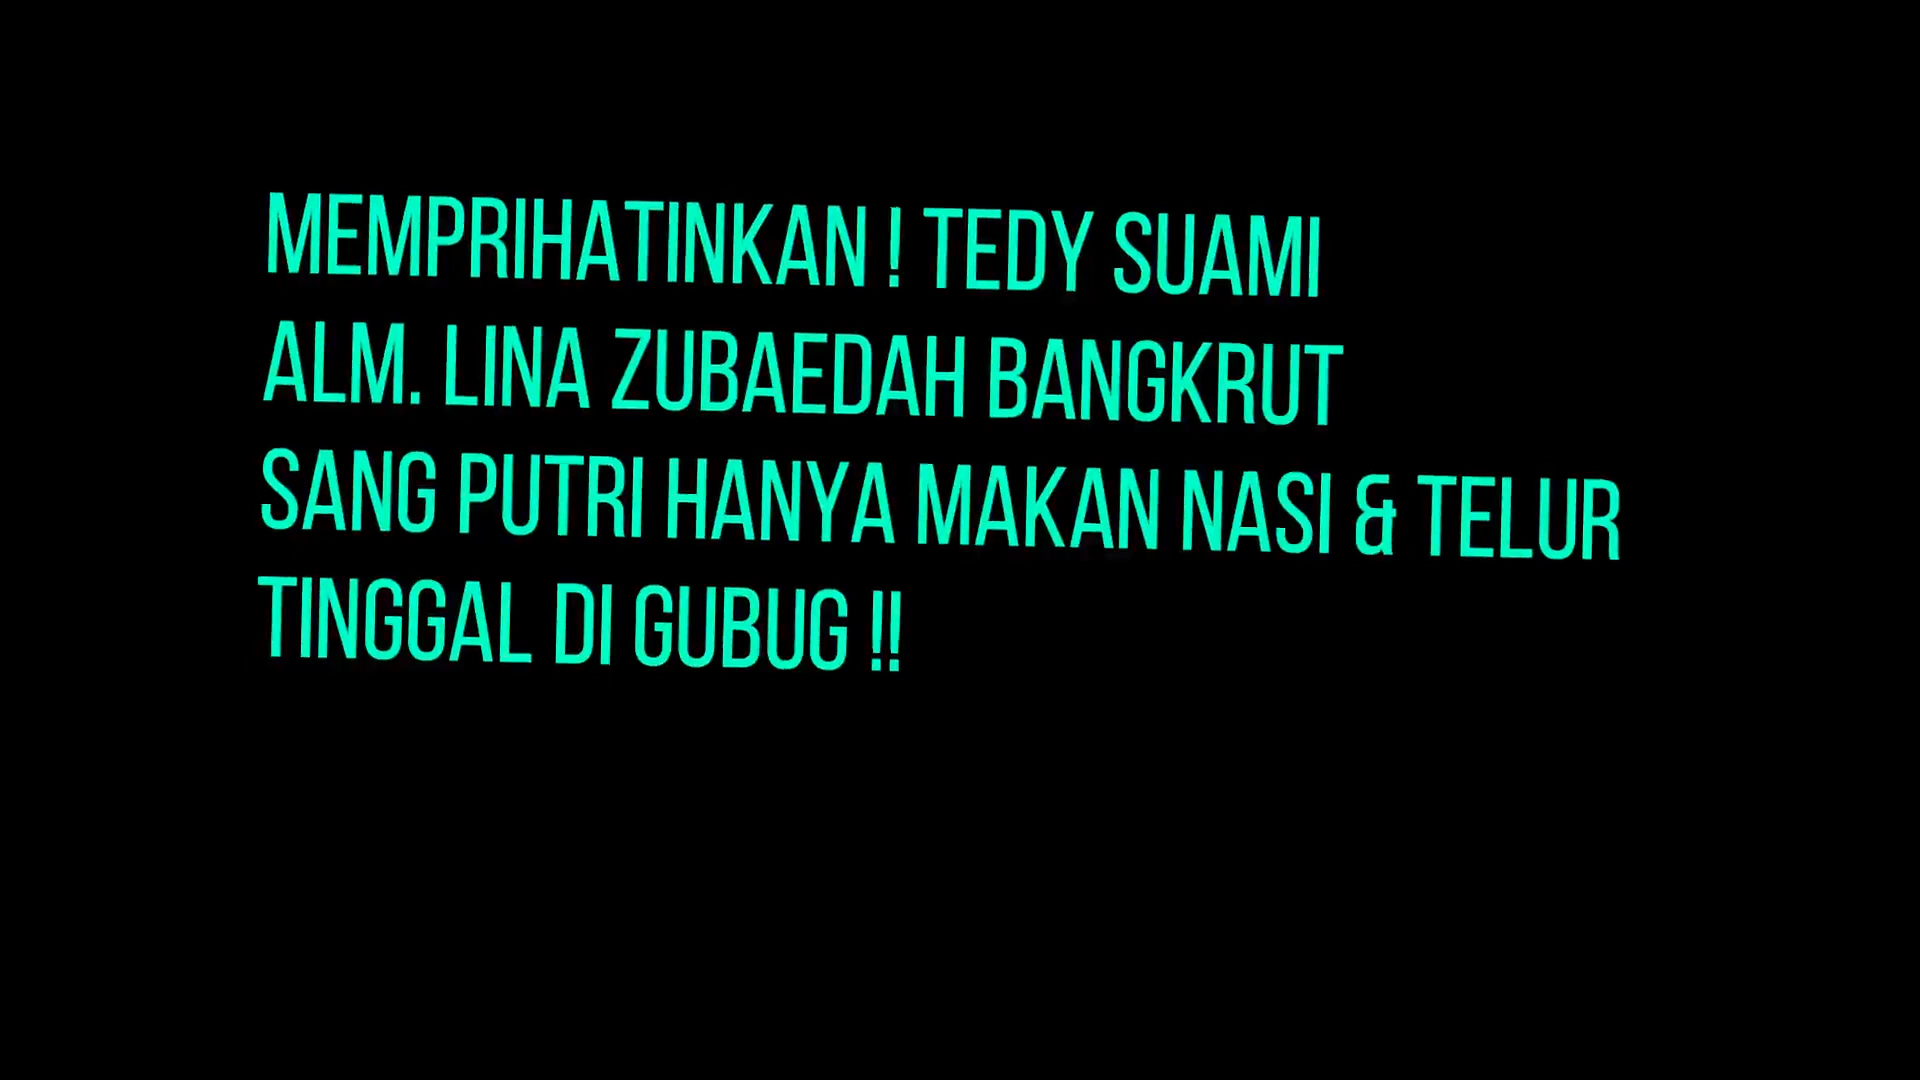 MEMPRIHATINKAN ! TEDY SUAMI
ALM. LINA ZUBAEDAH BANGKRUT
SANG PUTRI HANYA MAKAN NASI & TELUR
TINGGAL DI GUBUG !!